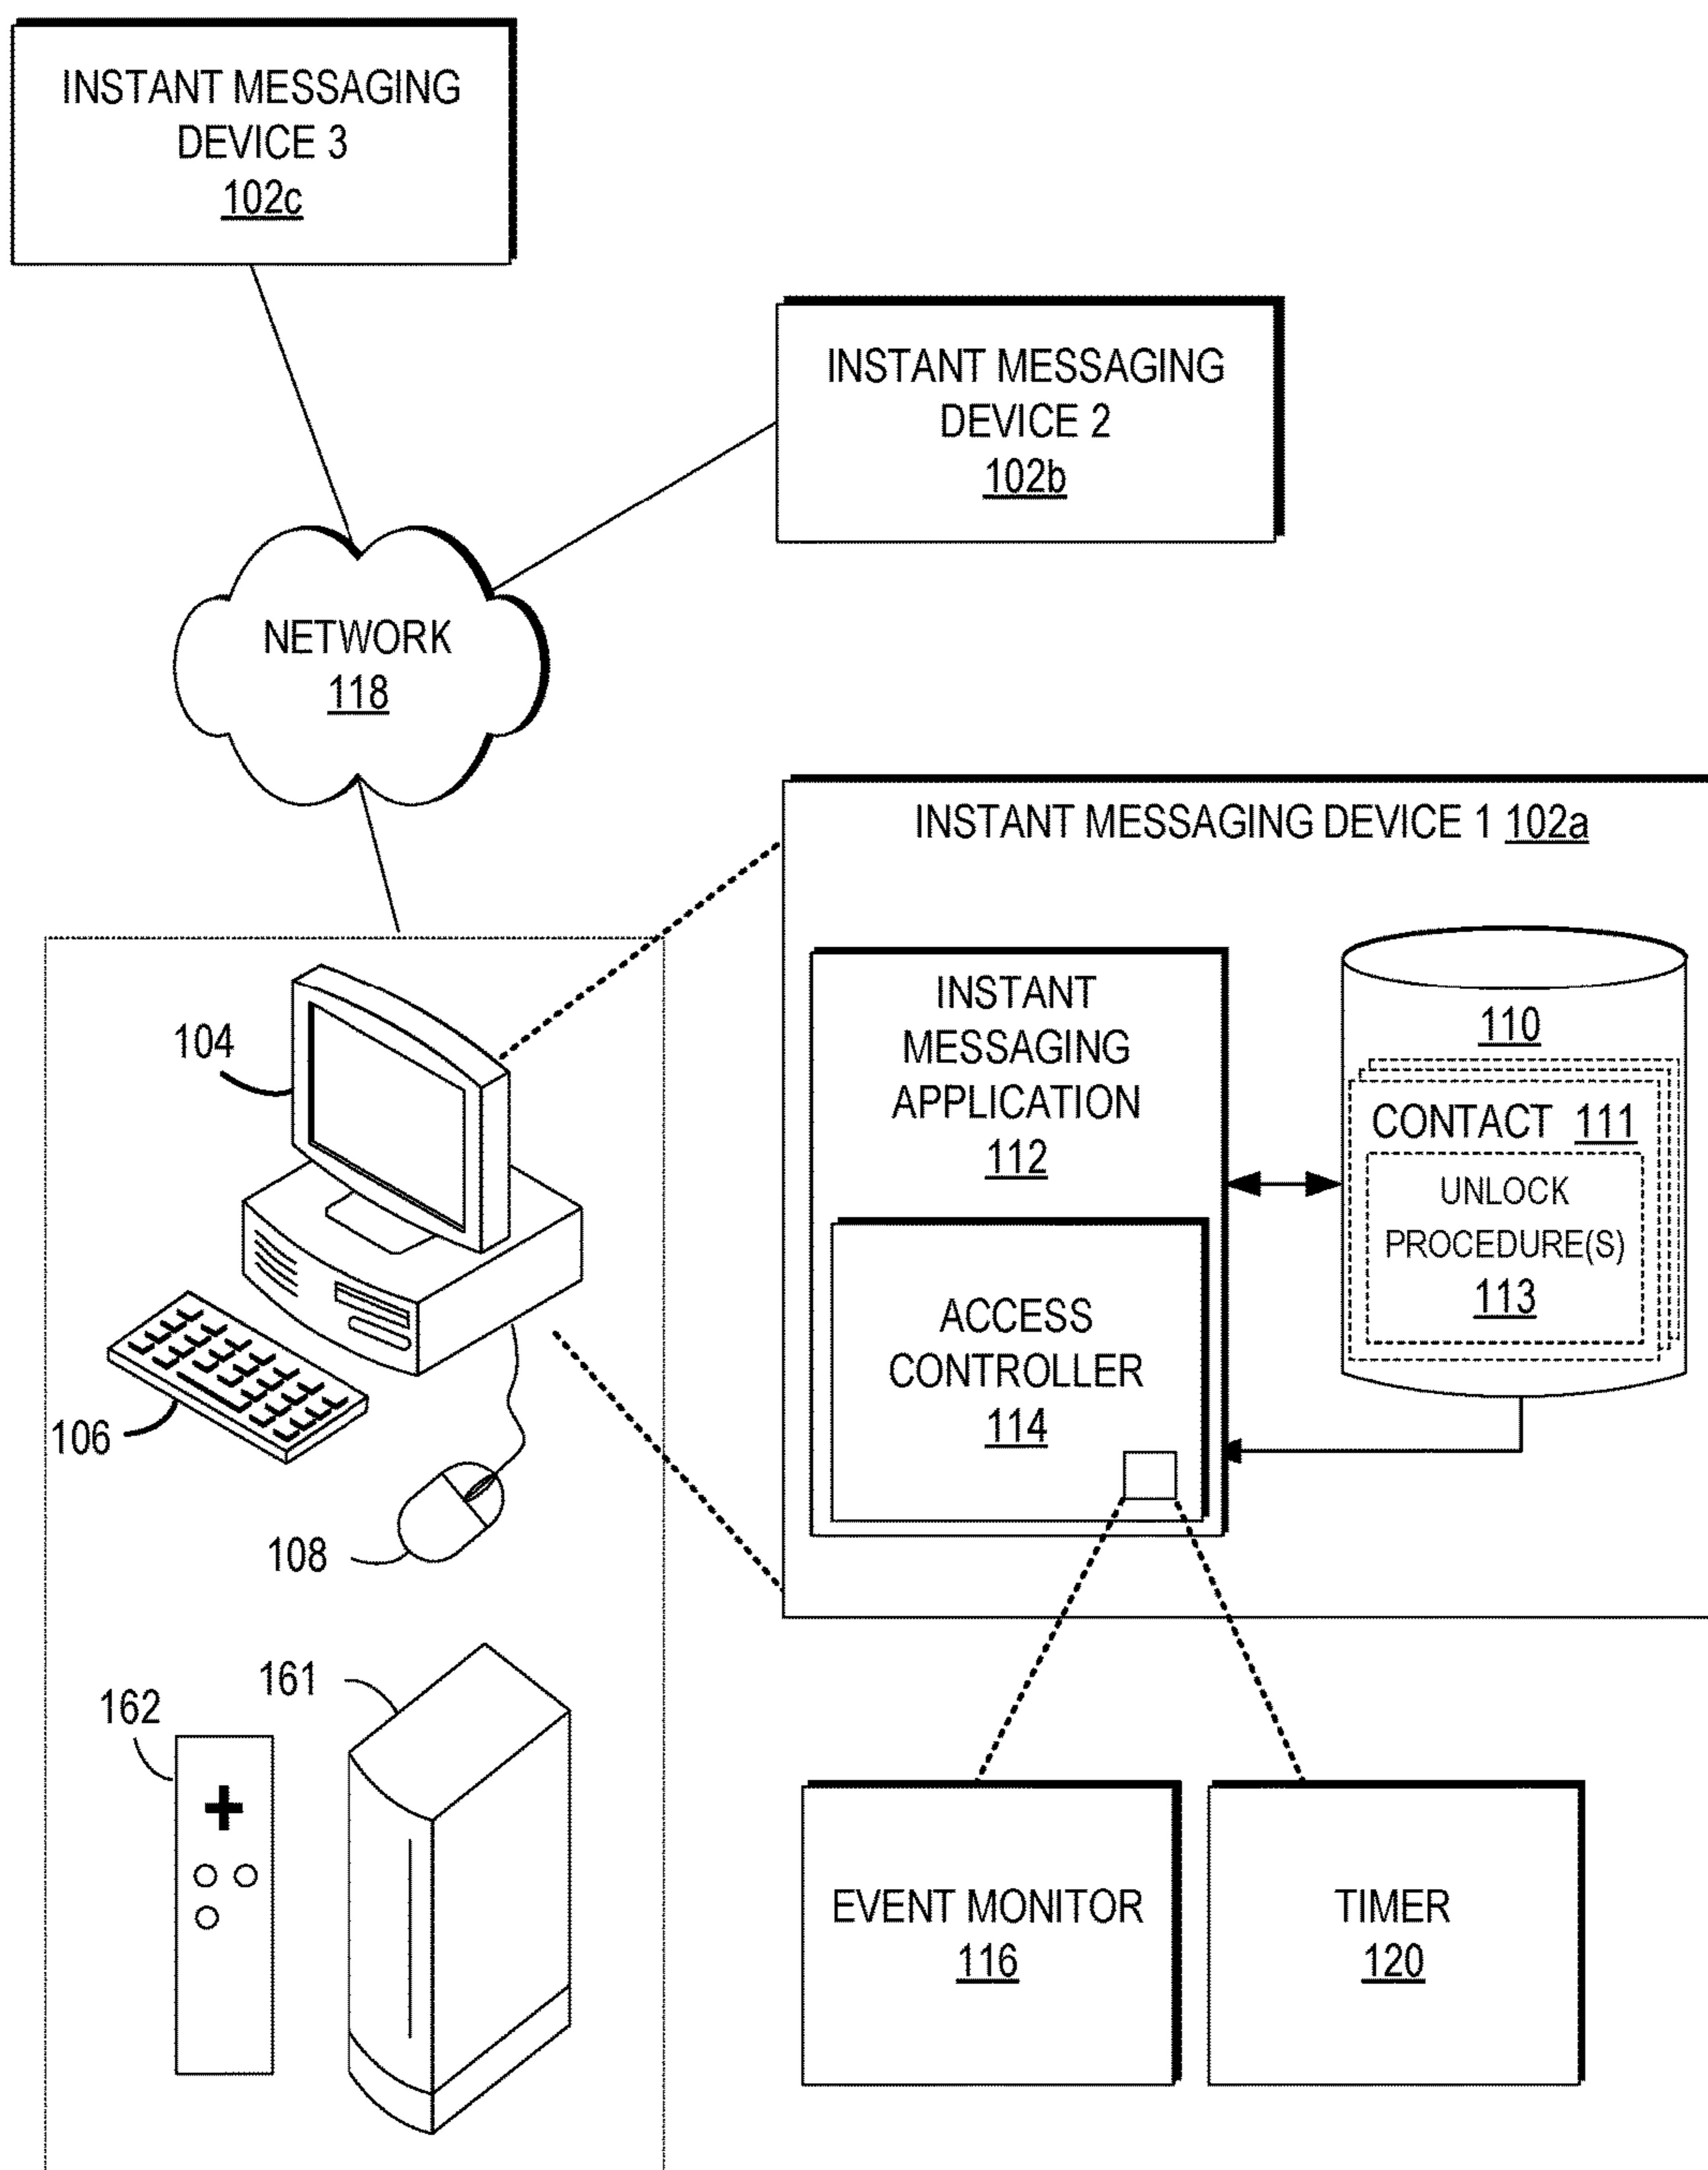 INSTANT MESSAGING
DEVICE 3
102c
INSTANT MESSAGING
DEVICE 2
102b
NETWORK
118
INSTANT MESSAGING DEVICE 1 102a
INSTANT
MESSAGING
APPLICATION
112
110
CONTACT 111
UNLOCK
PROCEDURE(S)
113
ACCESS
CONTROLLER
114
104
106
108
161
162
EVENT MONITOR
116
TIMER
120